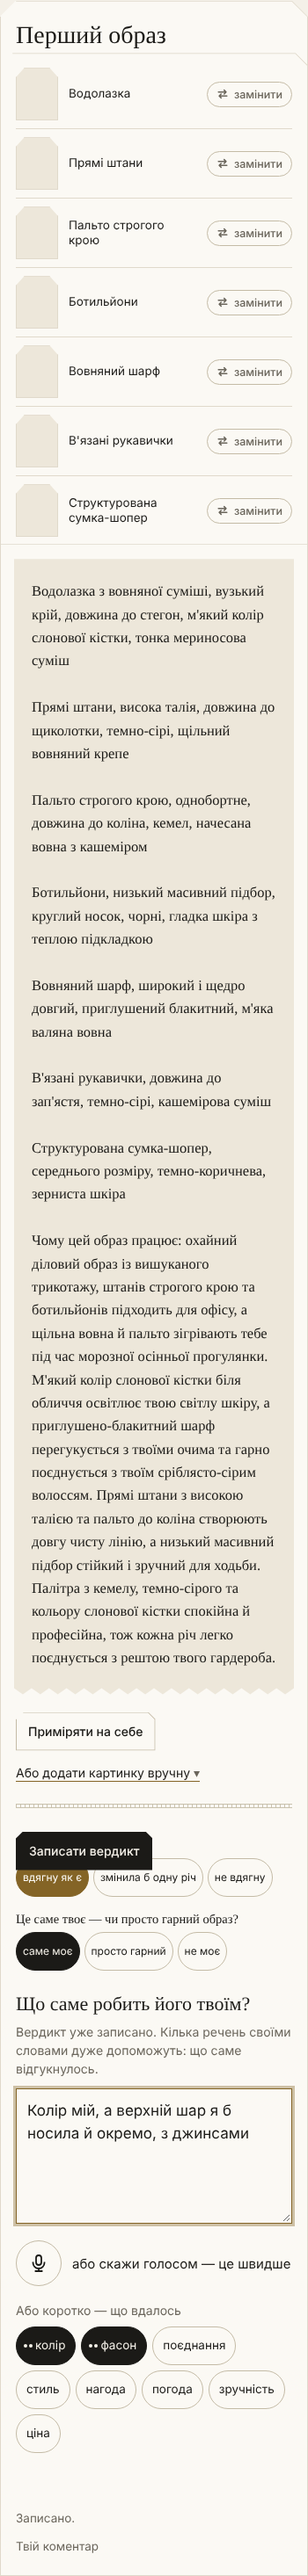 Перший образ
Водолазка
⇄ замінити
Прямі штани
⇄ замінити
Пальто строгого
крою
⇄ замінити
Ботильйони
⇄ замінити
Вовняний шарф
⇄ замінити
В'язані рукавички
⇄ замінити
Структурована
сумка-шопер
⇄ замінити
Водолазка з вовняної суміші, вузький
крій, довжина до стегон, м'який колір
слонової кістки, тонка мериносова
суміш
Прямі штани, висока талія, довжина до
щиколотки, темно-сірі, щільний
вовняний крепе
Пальто строгого крою, однобортне,
довжина до коліна, кемел, начесана
вовна з кашеміром
Ботильйони, низький масивний підбор,
круглий носок, чорні, гладка шкіра з
теплою підкладкою
Вовняний шарф, широкий і щедро
довгий, приглушений блакитний, м'яка
валяна вовна
В'язані рукавички, довжина до
зап'ястя, темно-сірі, кашемірова суміш
Структурована сумка-шопер,
середнього розміру, темно-коричнева,
зерниста шкіра
Чому цей образ працює: охайний
діловий образ із вишуканого
трикотажу, штанів строгого крою та
ботильйонів підходить для офісу, а
щільна вовна й пальто зігрівають тебе
під час морозної осінньої прогулянки.
М'який колір слонової кістки біля
обличчя освітлює твою світлу шкіру, а
приглушено-блакитний шарф
перегукується з твоїми очима та гарно
поєднується з твоїм сріблясто-сірим
волоссям. Прямі штани з високою
талією та пальто до коліна створюють
довгу чисту лінію, а низький масивний
підбор стійкий і зручний для ходьби.
Палітра з кемелу, темно-сірого та
кольору слонової кістки спокійна й
професійна, тож кожна річ легко
поєднується з рештою твого гардероба.
Приміряти на себе
Або додати картинку вручну ▾
Записати вердикт
вдягну як є
змінила б одну річ
не вдягну
Це саме твоє — чи просто гарний образ?
саме моє
просто гарний
не моє
Що саме робить його твоїм?
Вердикт уже записано. Кілька речень своїми
словами дуже допоможуть: що саме
відгукнулось.
Колір мій, а верхній шар я б
носила й окремо, з джинсами
або скажи голосом — це швидше
Або коротко — що вдалось
•• колір
•• фасон
поєднання
стиль
нагода
погода
зручність
ціна
Записано.
Твій коментар